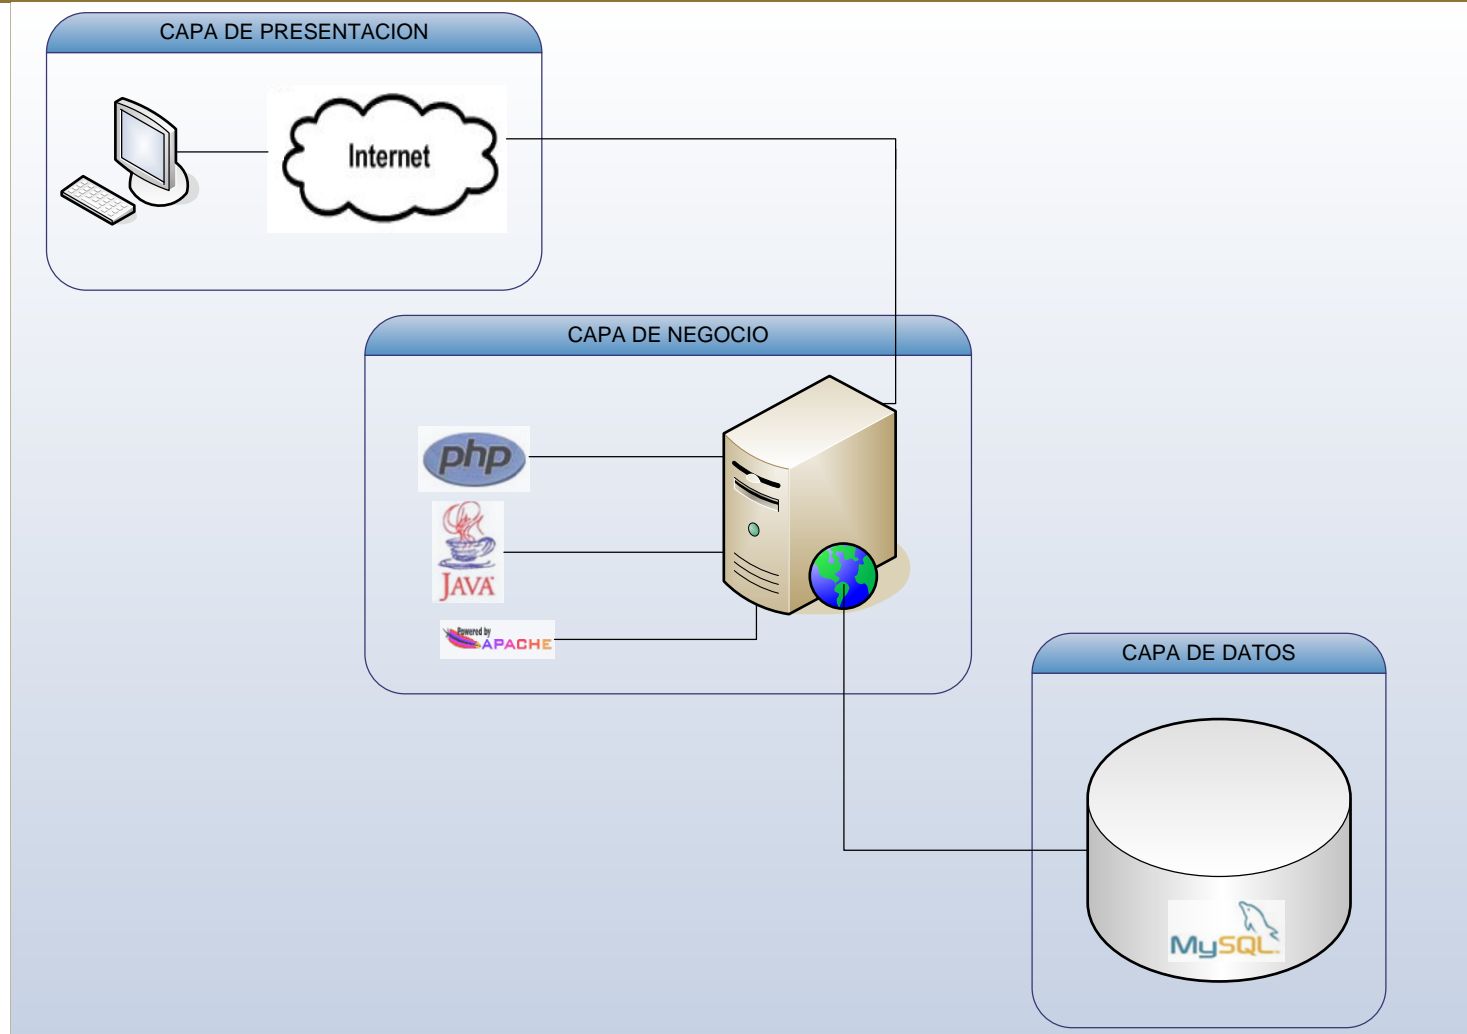 CAPA DE PRESENTACION
Internet
CAPA DE NEGOCIO
php
JAVA
Powered by
APACHE
CAPA DE DATOS
MySQL